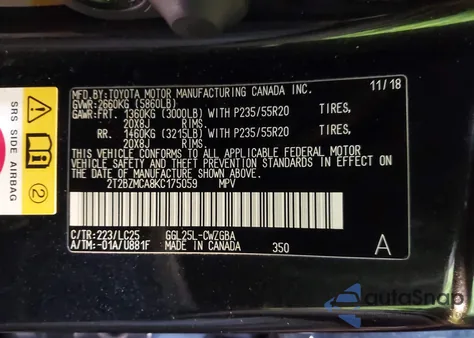 MFD.BY:TOYOTA MOTOR MANUFACTURING CANADA INC.
GVWR:2660KG (5860LB) 11/18
GAWR:FRT. 1360KG (3000LB) WITH P235/55R20 TIRES,
20X8J RIMS.
RR. 1460KG (3215LB) WITH P235/55R20 TIRES,
20X8J RIMS.
THIS VEHICLE CONFORMS TO ALL APPLICABLE FEDERAL MOTOR
VEHICLE SAFETY AND THEFT PREVENTION STANDARDS IN EFFECT
ON THE DATE OF MANUFACTURE SHOWN ABOVE.
2T2BZMCA8KC175059 MPV
C/TR:223/LC25 GGL25L-CWZGBA
A/TM:-01A/U881F MADE IN CANADA 350 A
SRS SIDE AIRBAG
2
autoSnap